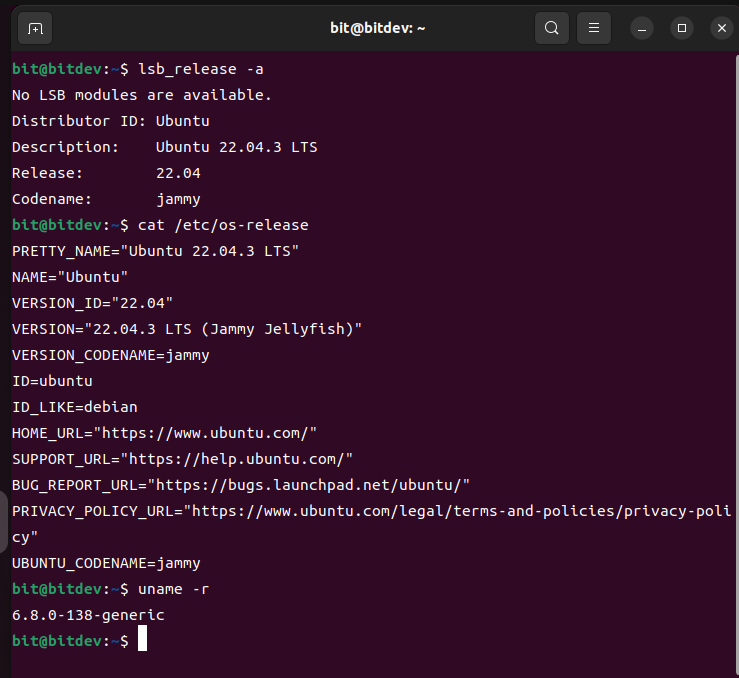 bit@bitdev: ~
bit@bitdev:~$ lsb_release -a
No LSB modules are available.
Distributor ID: Ubuntu
Description:    Ubuntu 22.04.3 LTS
Release:        22.04
Codename:       jammy
bit@bitdev:~$ cat /etc/os-release
PRETTY_NAME="Ubuntu 22.04.3 LTS"
NAME="Ubuntu"
VERSION_ID="22.04"
VERSION="22.04.3 LTS (Jammy Jellyfish)"
VERSION_CODENAME=jammy
ID=ubuntu
ID_LIKE=debian
HOME_URL="https://www.ubuntu.com/"
SUPPORT_URL="https://help.ubuntu.com/"
BUG_REPORT_URL="https://bugs.launchpad.net/ubuntu/"
PRIVACY_POLICY_URL="https://www.ubuntu.com/legal/terms-and-policies/privacy-poli
cy"
UBUNTU_CODENAME=jammy
bit@bitdev:~$ uname -r
6.8.0-138-generic
bit@bitdev:~$